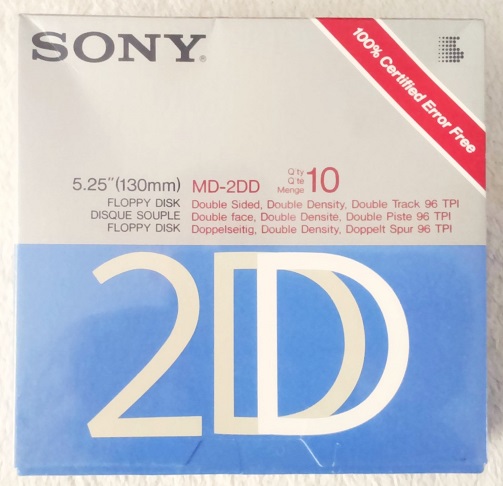 SONY®
100% Certified Error Free
5.25"(130mm) MD-2DD Q'ty Q'te Menge 10
FLOPPY DISK Double Sided, Double Density, Double Track 96 TPI
DISQUE SOUPLE Double face, Double Densite, Double Piste 96 TPI
FLOPPY DISK Doppelseitig, Double Density, Doppelt Spur 96 TPI
2DD